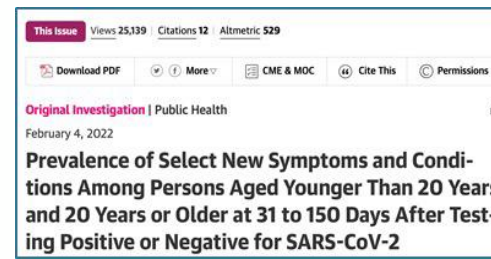 This Issue Views 25,139 Citations 12 Altmetric 529
Download PDF More CME & MOC Cite This Permissions
Original Investigation | Public Health
February 4, 2022
Prevalence of Select New Symptoms and Condi-
tions Among Persons Aged Younger Than 20 Years
and 20 Years or Older at 31 to 150 Days After Test-
ing Positive or Negative for SARS-CoV-2